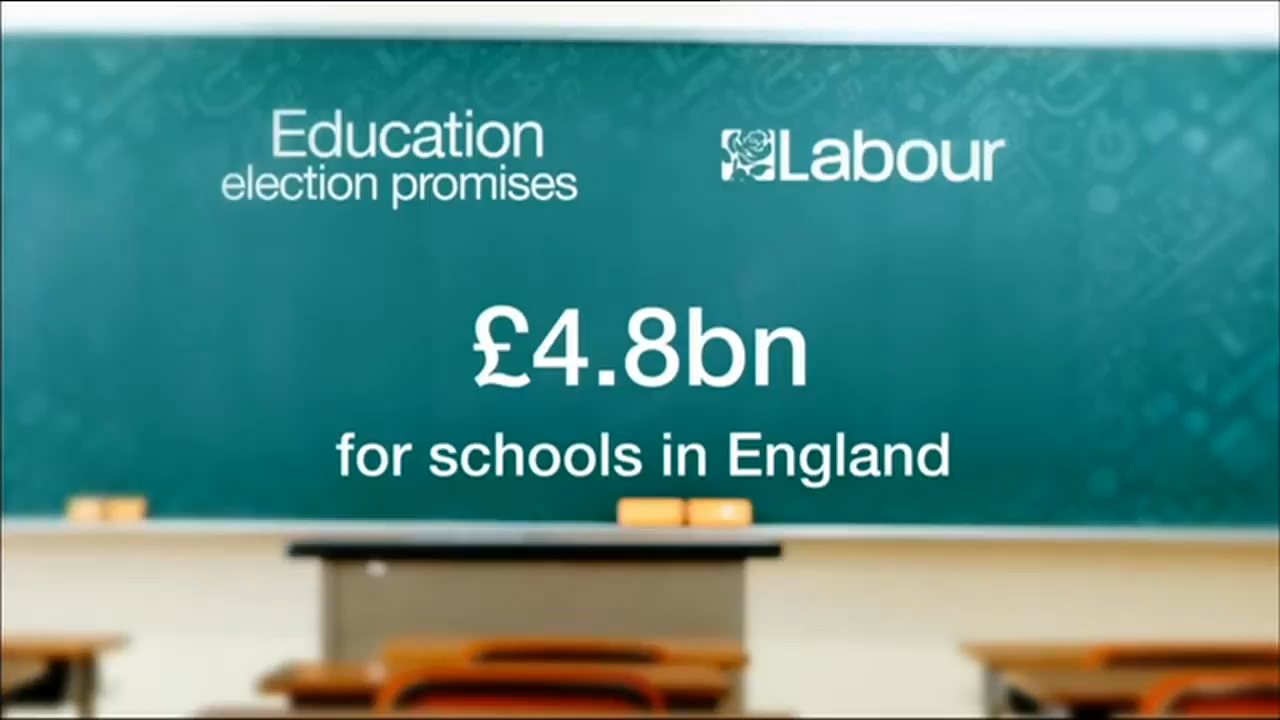 Education
election promises
Labour
£4.8bn
for schools in England